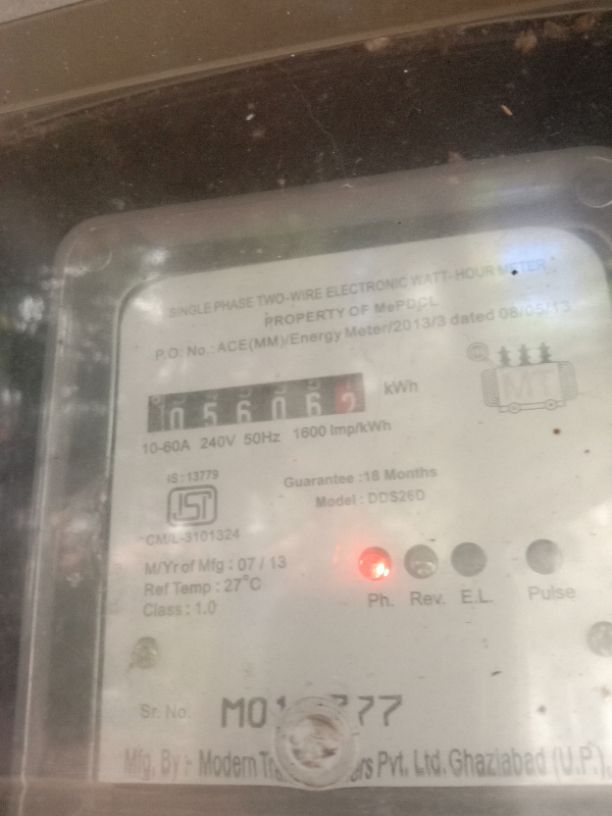 SINGLE PHASE TWO-WIRE ELECTRONIC WATT-HOUR METER
PROPERTY OF MePDCL
P.O: No.: ACE(MM)/Energy Meter/2013/3 dated 08/05/13
MT
05606 kWh
10-60A 240V 50Hz 1600 Imp/kWh
IS : 13779
Guarantee :18 Months
ISI
Model : DDS26D
CM/L-3101324
M/Yr of Mfg : 07 / 13
Ref Temp : 27°C
Class : 1.0
Ph. Rev. E.L. Pulse
Sr. No.
Mfg. By :- Modern Pvt. Ltd. Ghaziabad (U.P.).